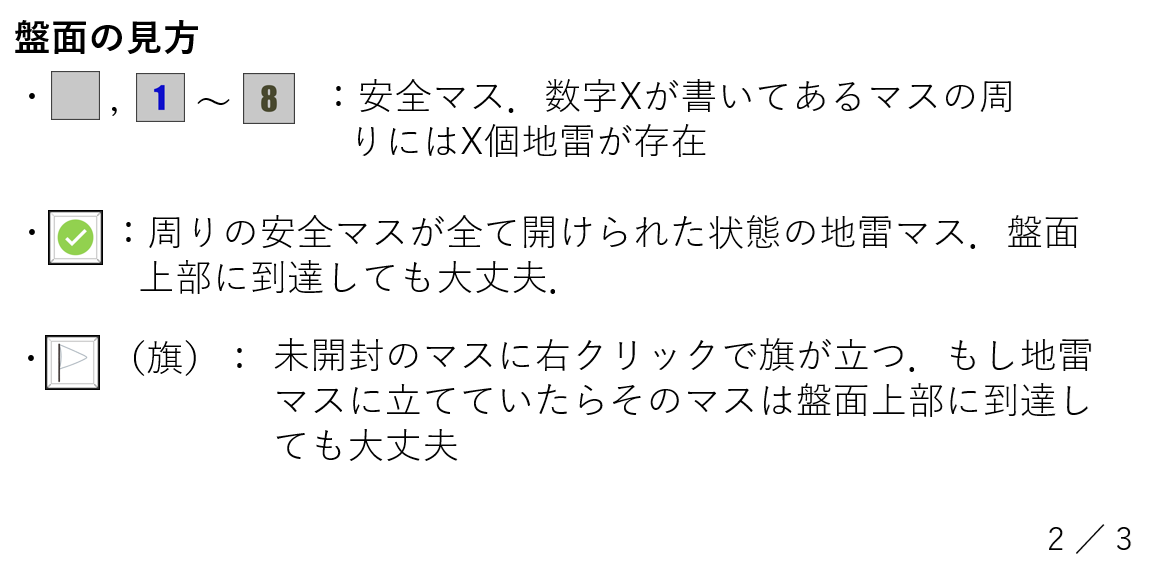 盤面の見方
・ , 1 ～ 8 ：安全マス．数字Xが書いてあるマスの周
りにはX個地雷が存在
・ ：周りの安全マスが全て開けられた状態の地雷マス．盤面
上部に到達しても大丈夫．
・ （旗）： 未開封のマスに右クリックで旗が立つ．もし地雷
マスに立てていたらそのマスは盤面上部に到達し
ても大丈夫
2 ／ 3